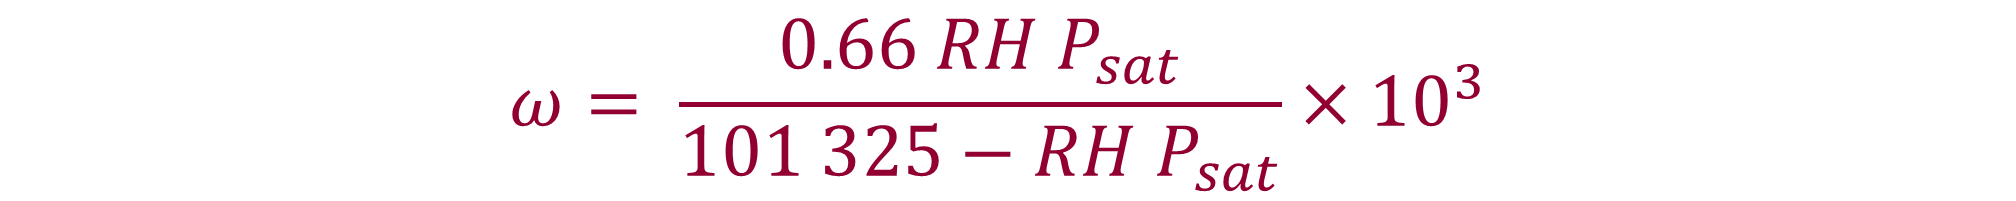 ω = (0.66 RH P_sat)/(101 325 − RH P_sat) × 10^3